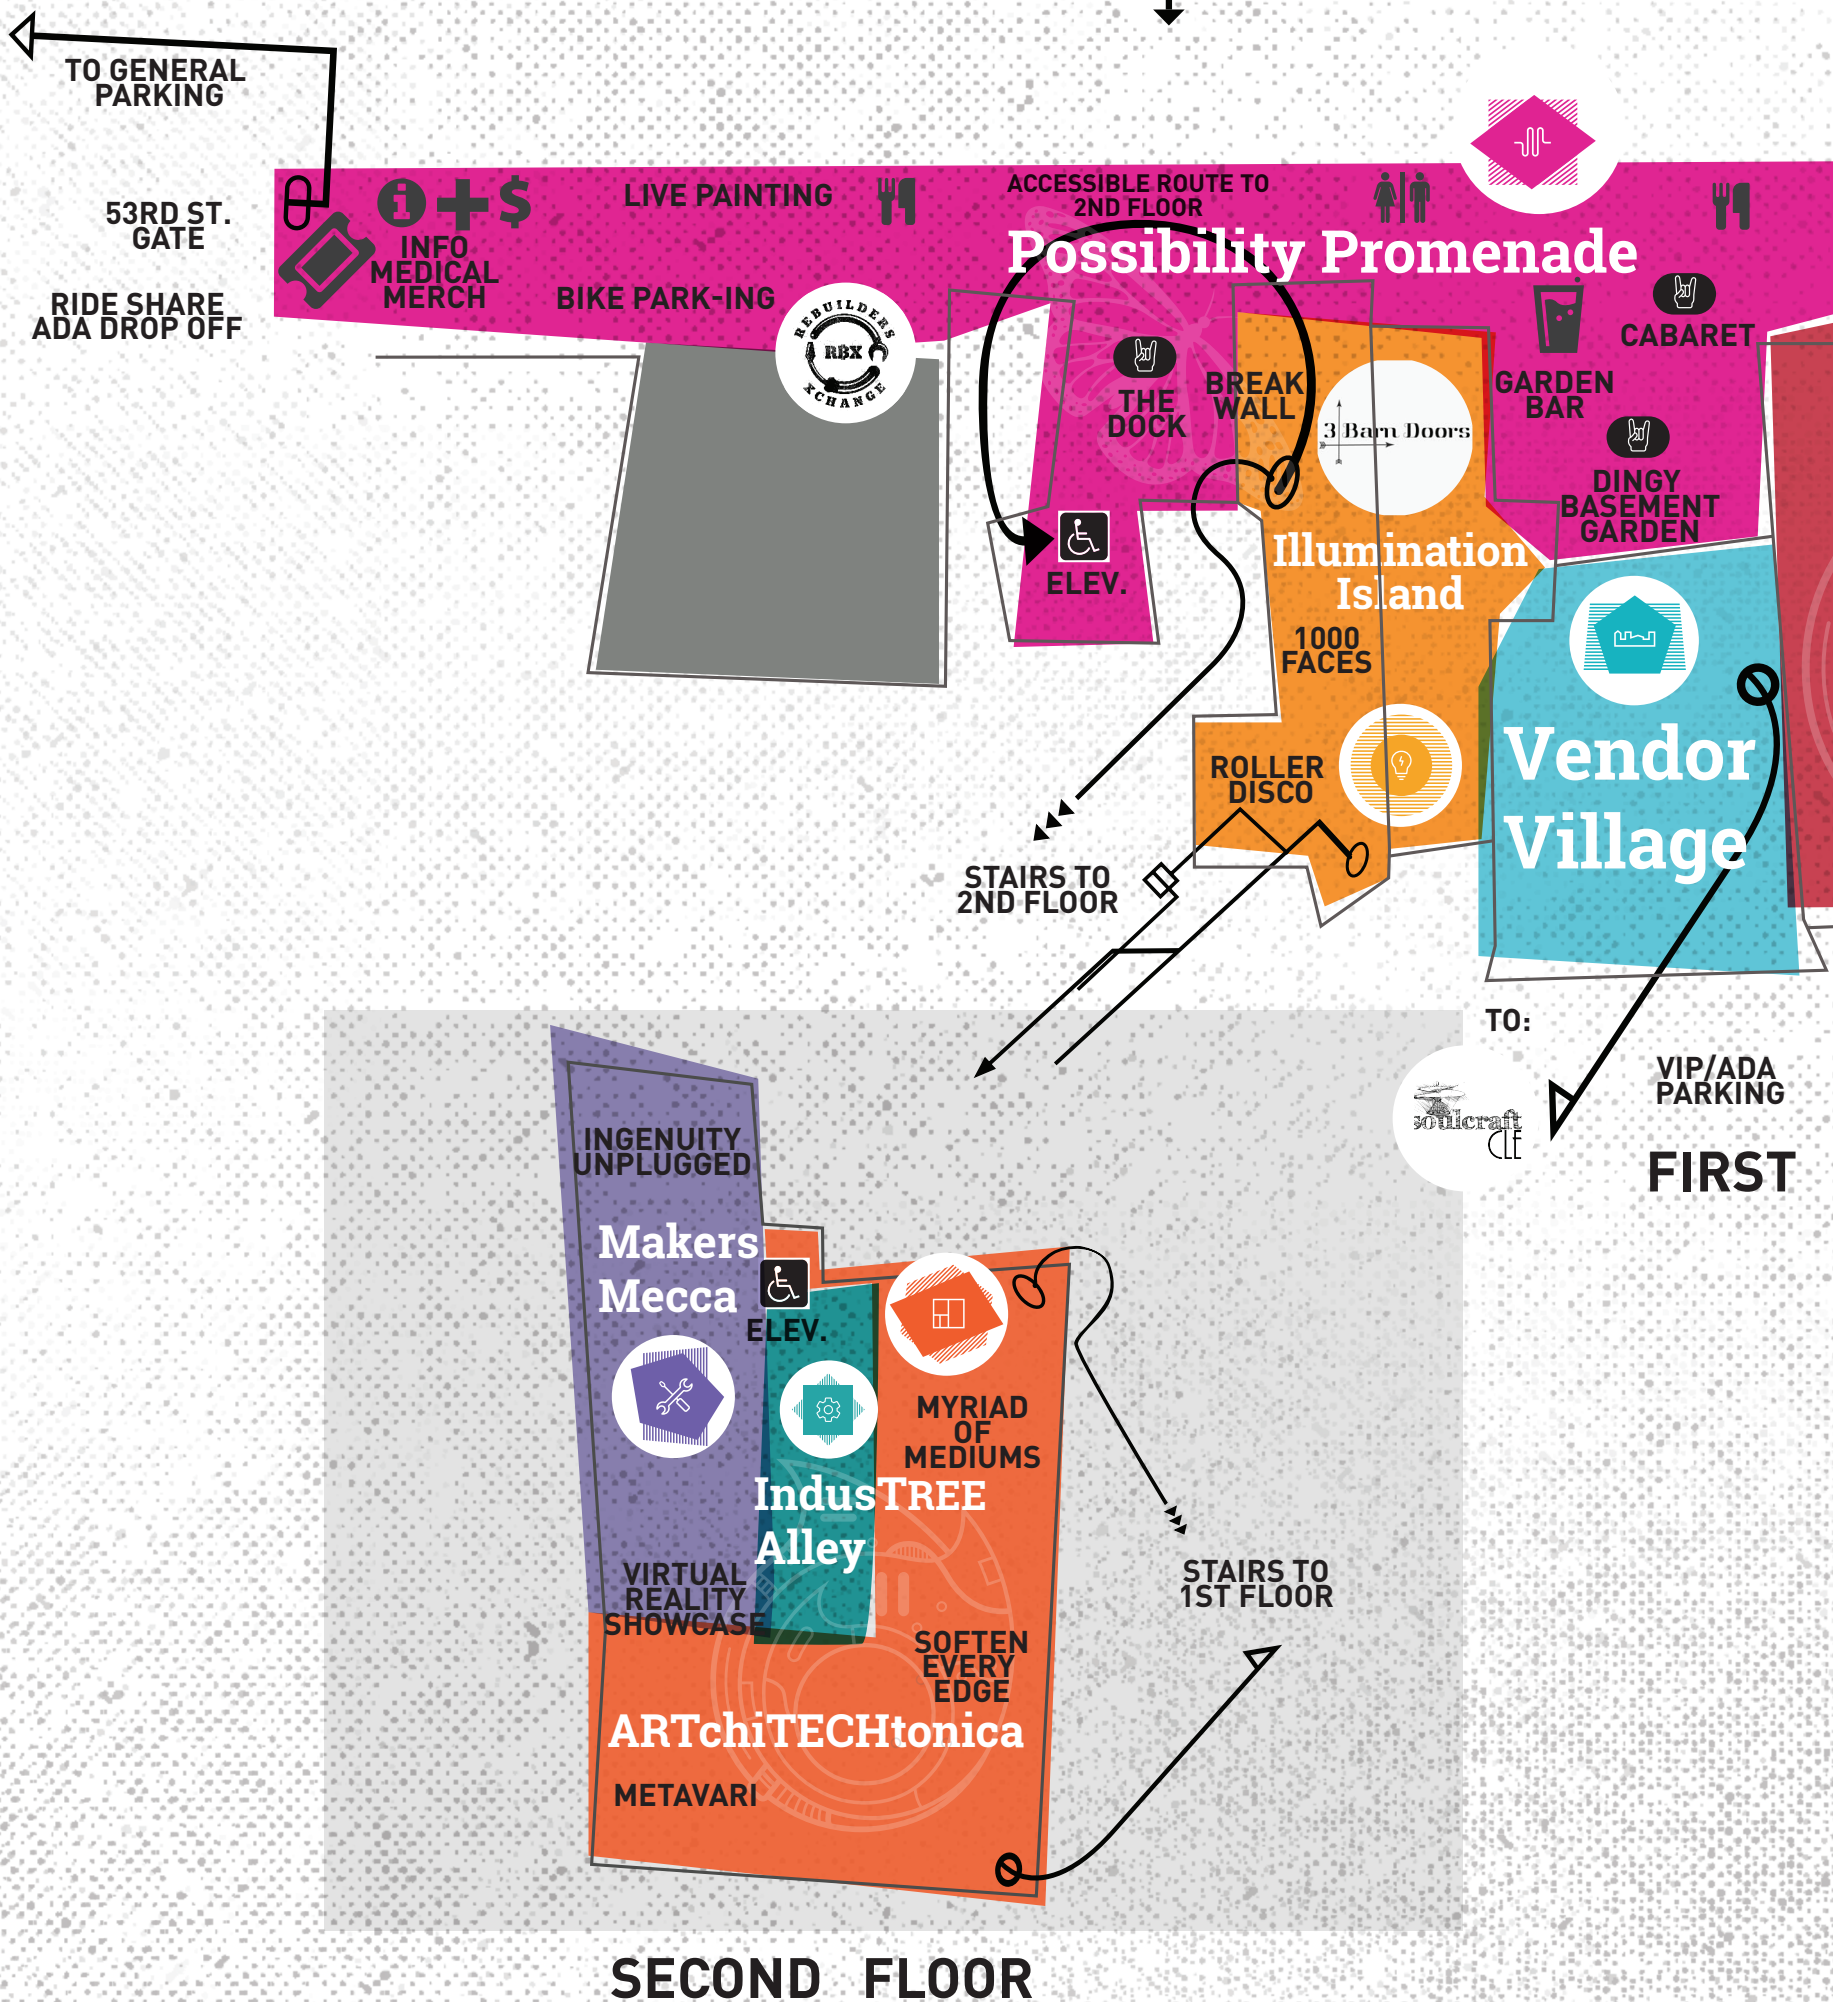 TO GENERAL
PARKING
53RD ST.
GATE
RIDE SHARE
ADA DROP OFF
INFO
MEDICAL
MERCH
LIVE PAINTING
BIKE PARK-ING
REBUILDERS
RBX
XCHANGE
ACCESSIBLE ROUTE TO
2ND FLOOR
Possibility Promenade
THE
DOCK
ELEV.
BREAK
WALL
3 Barn Doors
GARDEN
BAR
CABARET
DINGY
BASEMENT
GARDEN
Illumination
Island
1000
FACES
ROLLER
DISCO
Vendor
Village
STAIRS TO
2ND FLOOR
TO:
soulcraft
CLE
VIP/ADA
PARKING
FIRST
INGENUITY
UNPLUGGED
Makers
Mecca
ELEV.
MYRIAD
OF
MEDIUMS
IndusTREE
Alley
VIRTUAL
REALITY
SHOWCASE
STAIRS TO
1ST FLOOR
SOFTEN
EVERY
EDGE
ARTchiTECHtonica
METAVARI
SECOND FLOOR